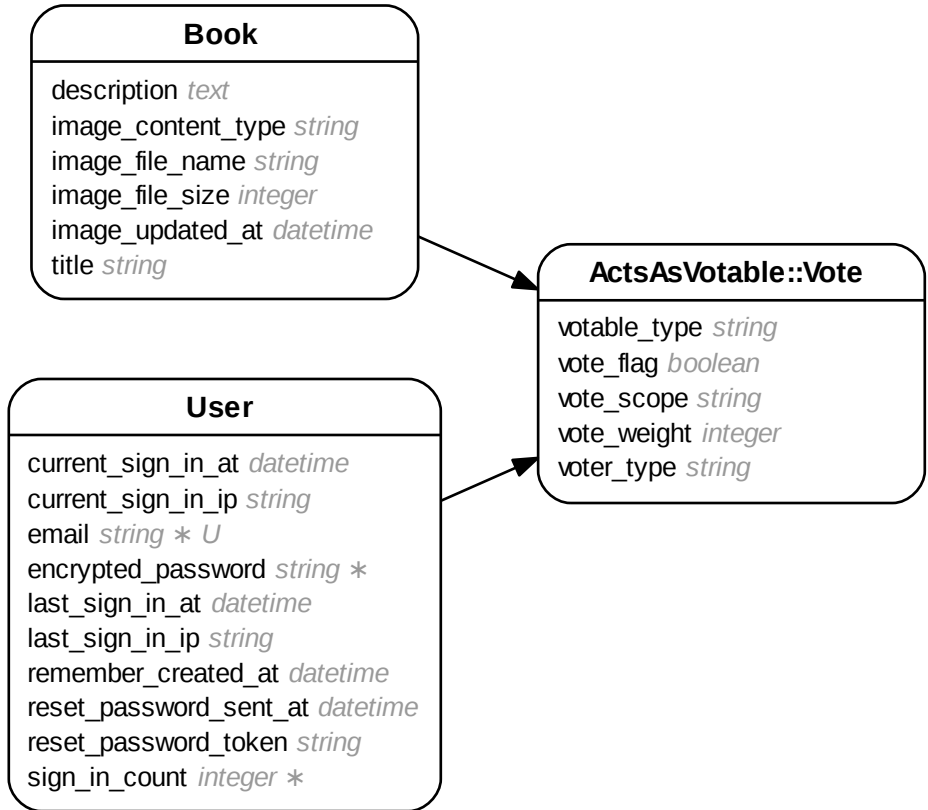 Book
description text
image_content_type string
image_file_name string
image_file_size integer
image_updated_at datetime
title string
ActsAsVotable::Vote
votable_type string
vote_flag boolean
vote_scope string
vote_weight integer
voter_type string
User
current_sign_in_at datetime
current_sign_in_ip string
email string ∗ U
encrypted_password string ∗
last_sign_in_at datetime
last_sign_in_ip string
remember_created_at datetime
reset_password_sent_at datetime
reset_password_token string
sign_in_count integer ∗